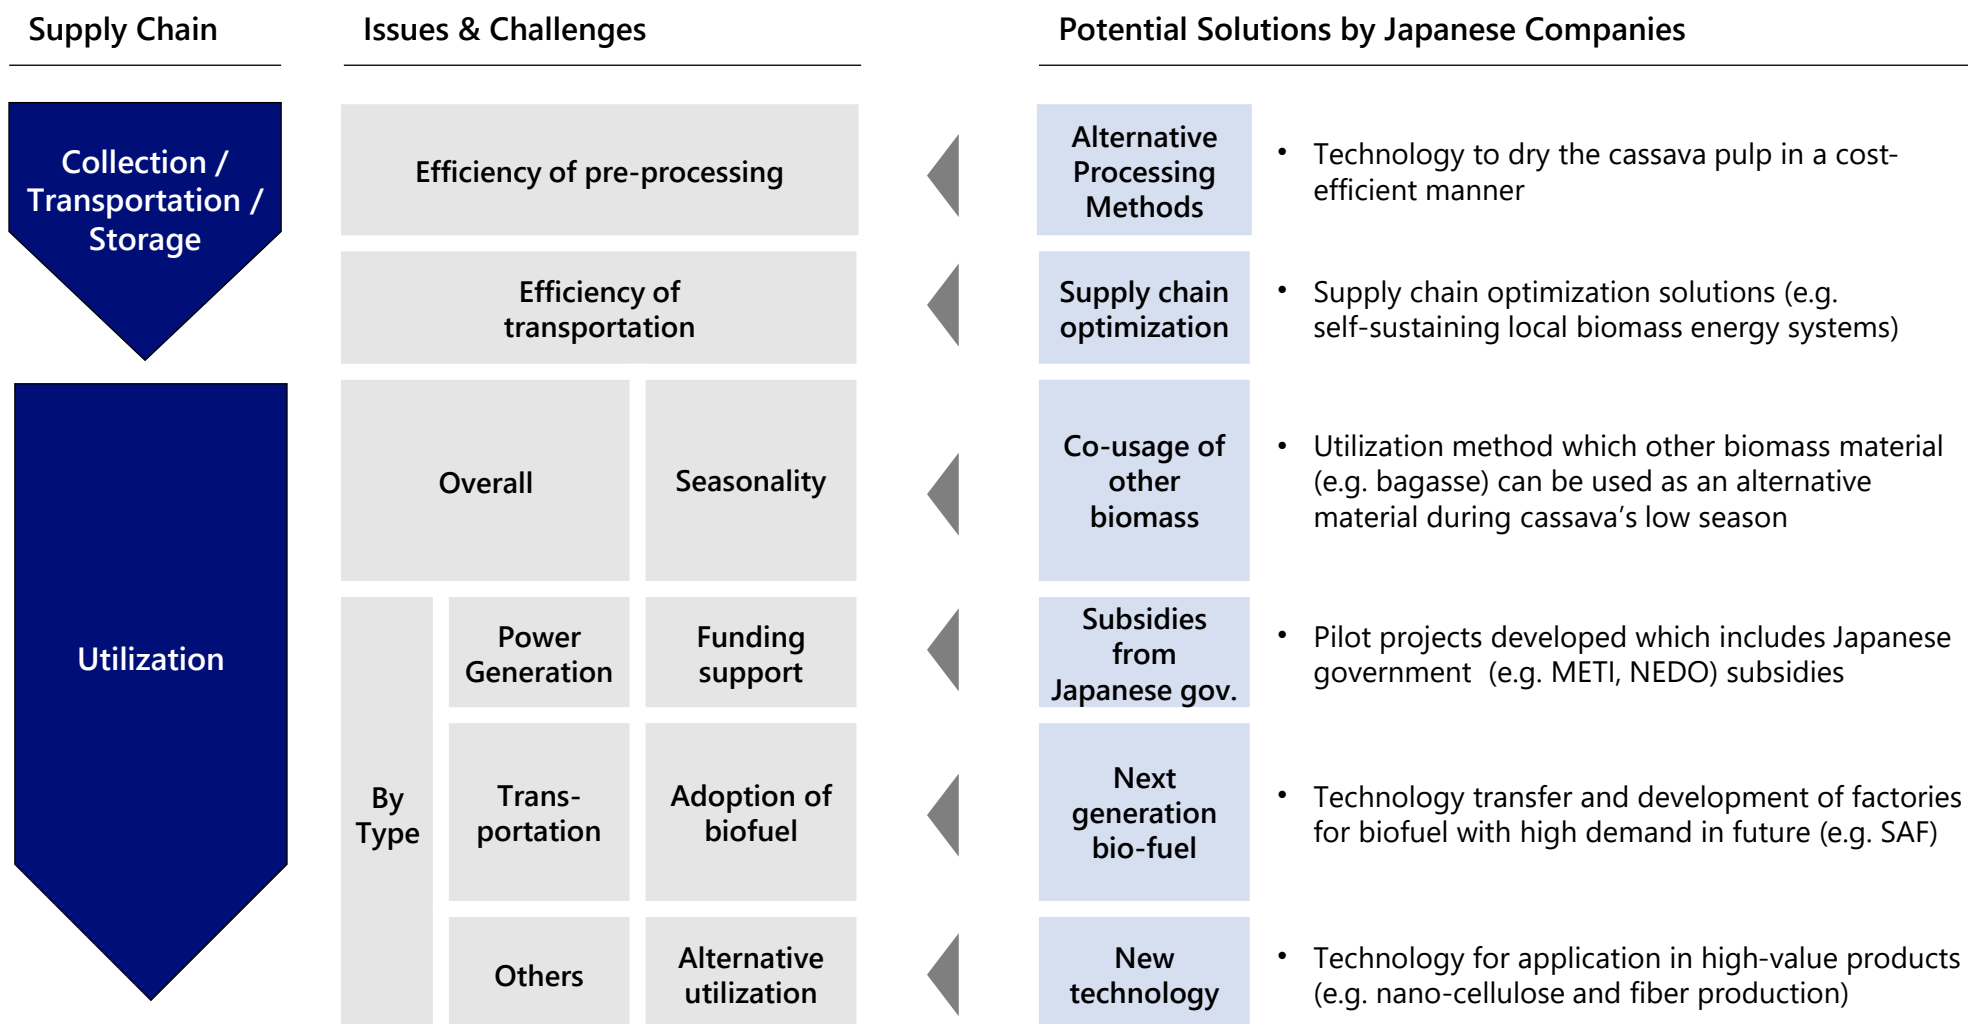 Supply Chain
Issues & Challenges
Potential Solutions by Japanese Companies
Collection /
Transportation /
Storage
Efficiency of pre-processing
Alternative
Processing
Methods
• Technology to dry the cassava pulp in a cost-
efficient manner
Efficiency of
transportation
Supply chain
optimization
• Supply chain optimization solutions (e.g.
self-sustaining local biomass energy systems)
Utilization
Overall
Seasonality
Co-usage of
other
biomass
• Utilization method which other biomass material
(e.g. bagasse) can be used as an alternative
material during cassava’s low season
By
Type
Power
Generation
Funding
support
Subsidies
from
Japanese gov.
• Pilot projects developed which includes Japanese
government (e.g. METI, NEDO) subsidies
Trans-
portation
Adoption of
biofuel
Next
generation
bio-fuel
• Technology transfer and development of factories
for biofuel with high demand in future (e.g. SAF)
Others
Alternative
utilization
New
technology
• Technology for application in high-value products
(e.g. nano-cellulose and fiber production)